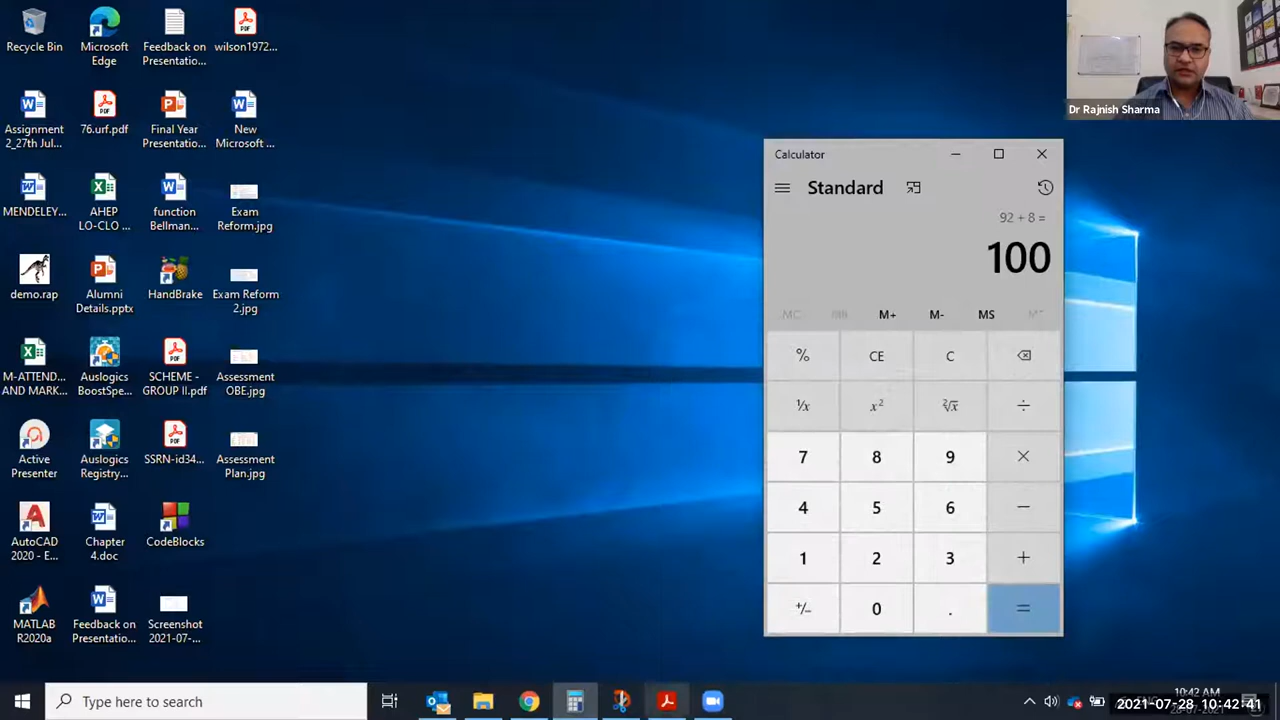 Recycle Bin
Microsoft
Edge
Feedback on
Presentatio...
wilson1972...
Assignment
2_27th Jul...
76.urf.pdf
Final Year
Presentatio...
New
Microsoft ...
MENDELEY...
AHEP
LO-CLO ...
function
Bellman...
Exam
Reform.jpg
demo.rap
Alumni
Details.pptx
HandBrake
Exam Reform
2.jpg
M-ATTEND...
AND MARK...
Auslogics
BoostSpe...
SCHEME -
GROUP II.pdf
Assessment
OBE.jpg
Active
Presenter
Auslogics
Registry...
SSRN-id34...
Assessment
Plan.jpg
AutoCAD
2020 - E...
Chapter
4.doc
CodeBlocks
MATLAB
R2020a
Feedback on
Presentatio...
Screenshot
2021-07-...
Dr Rajnish Sharma
Calculator
Standard
92 + 8 =
100
MC M+ M- MS
% CE C
1/x x² ²√x ÷
7 8 9 ×
4 5 6 −
1 2 3 +
+/− 0 . =
Type here to search
10:42 AM
2021-07-28 10:42:41